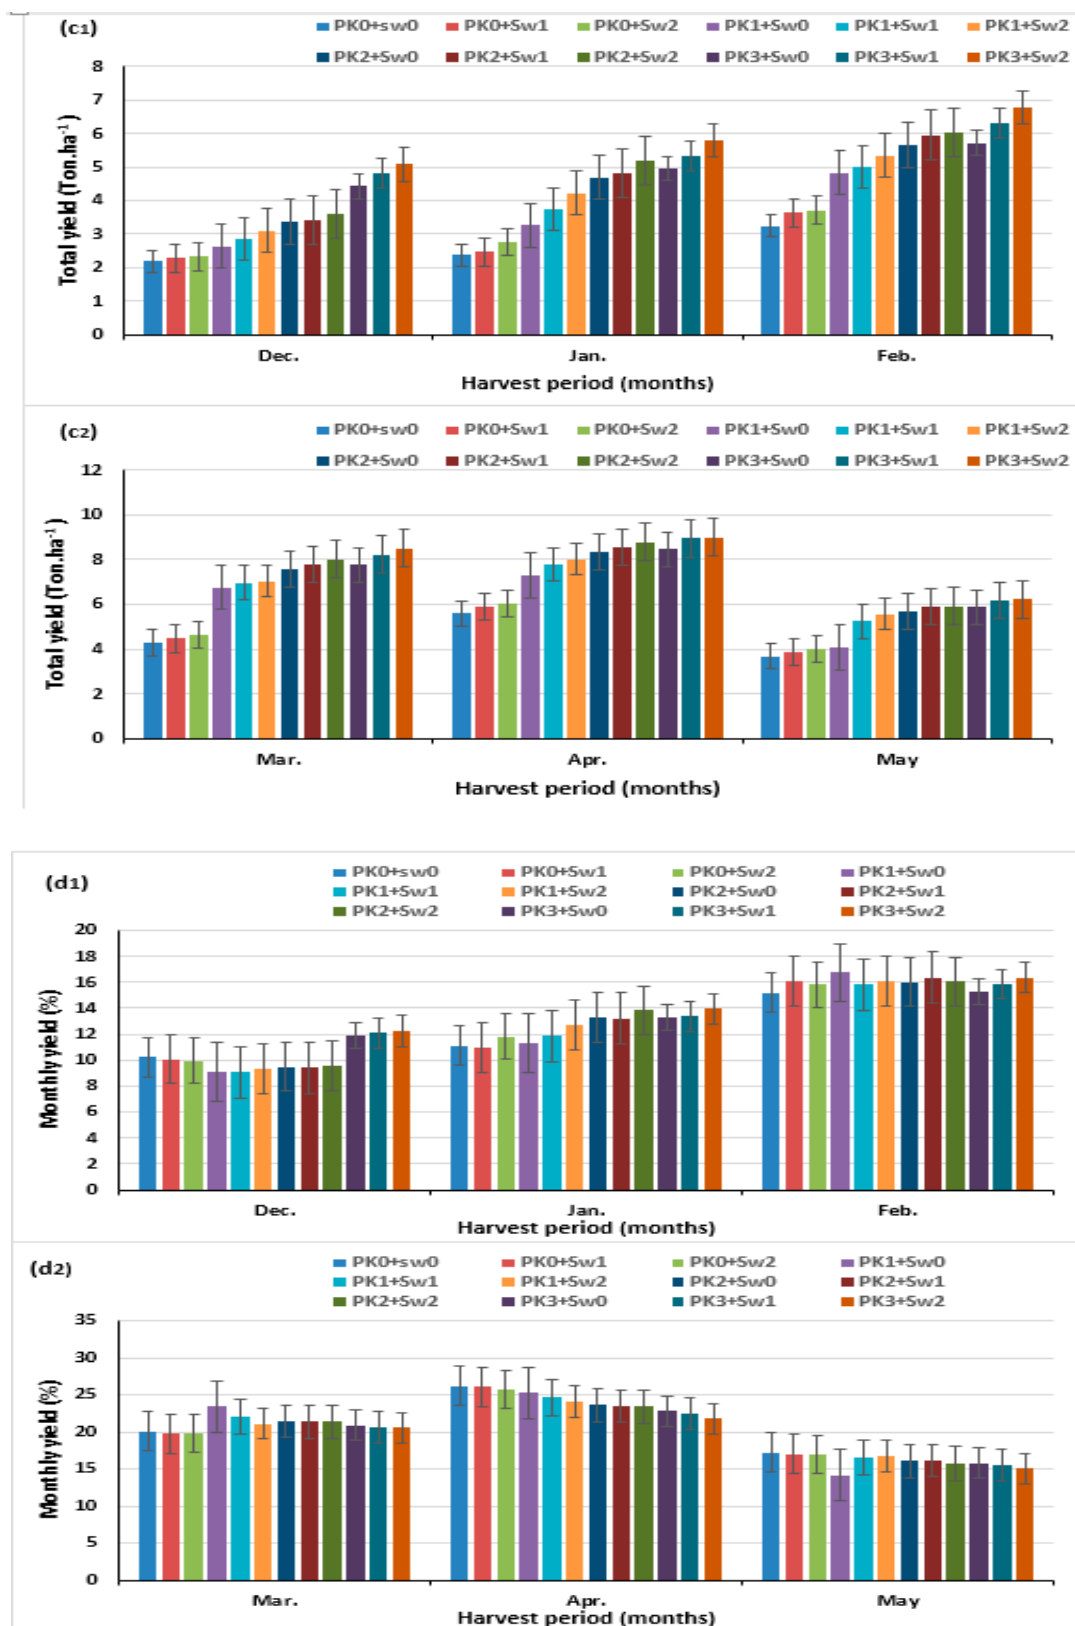 (c1)
PK0+sw0 PK0+Sw1 PK0+Sw2 PK1+Sw0 PK1+Sw1 PK1+Sw2
PK2+Sw0 PK2+Sw1 PK2+Sw2 PK3+Sw0 PK3+Sw1 PK3+Sw2
Total yield (Ton.ha⁻¹)
8
7
6
5
4
3
2
1
0
Dec. Jan. Feb.
Harvest period (months)
(c2)
PK0+sw0 PK0+Sw1 PK0+Sw2 PK1+Sw0 PK1+Sw1 PK1+Sw2
PK2+Sw0 PK2+Sw1 PK2+Sw2 PK3+Sw0 PK3+Sw1 PK3+Sw2
Total yield (Ton.ha⁻¹)
12
10
8
6
4
2
0
Mar. Apr. May
Harvest period (months)
(d1)
PK0+sw0 PK0+Sw1 PK0+Sw2 PK1+Sw0
PK1+Sw1 PK1+Sw2 PK2+Sw0 PK2+Sw1
PK2+Sw2 PK3+Sw0 PK3+Sw1 PK3+Sw2
Monthly yield (%)
20
18
16
14
12
10
8
6
4
2
0
Dec. Jan. Feb.
Harvest period (months)
(d2)
PK0+sw0 PK0+Sw1 PK0+Sw2 PK1+Sw0
PK1+Sw1 PK1+Sw2 PK2+Sw0 PK2+Sw1
PK2+Sw2 PK3+Sw0 PK3+Sw1 PK3+Sw2
Monthly yield (%)
35
30
25
20
15
10
5
0
Mar. Apr. May
Harvest period (months)